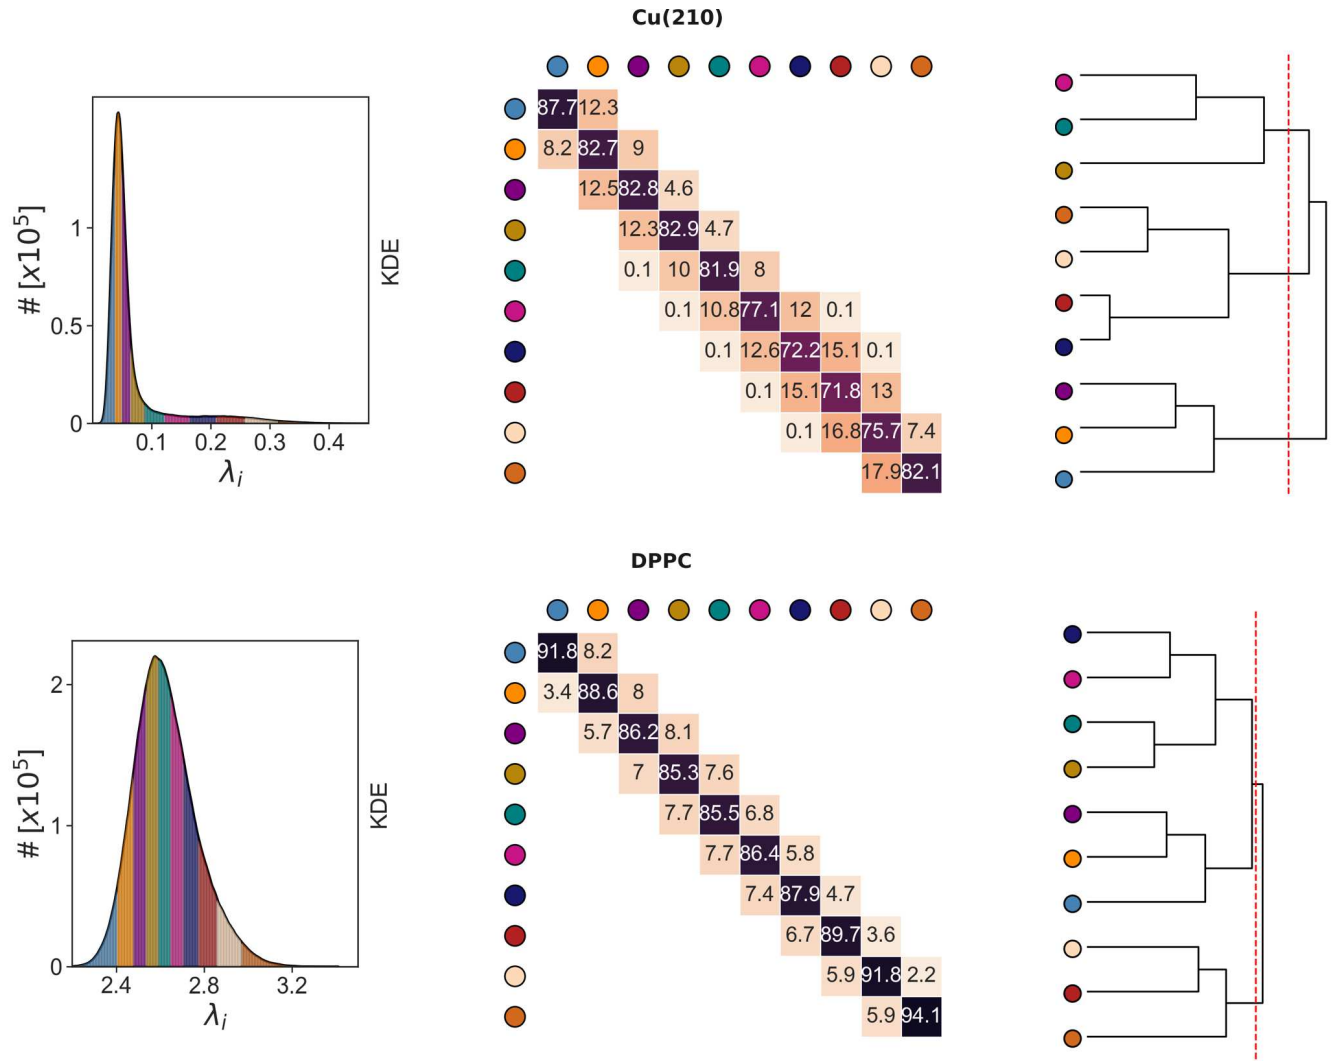 Cu(210)
# [x10⁵]
1
0.5
0
0.1 0.2 0.3 0.4
λᵢ
KDE
87.7 12.3
8.2 82.7 9
12.5 82.8 4.6
12.3 82.9 4.7
0.1 10 81.9 8
0.1 10.8 77.1 12 0.1
0.1 12.6 72.2 15.1 0.1
0.1 15.1 71.8 13
0.1 16.8 75.7 7.4
17.9 82.1
DPPC
# [x10⁵]
2
1
0
2.4 2.8 3.2
λᵢ
KDE
91.8 8.2
3.4 88.6 8
5.7 86.2 8.1
7 85.3 7.6
7.7 85.5 6.8
7.7 86.4 5.8
7.4 87.9 4.7
6.7 89.7 3.6
5.9 91.8 2.2
5.9 94.1